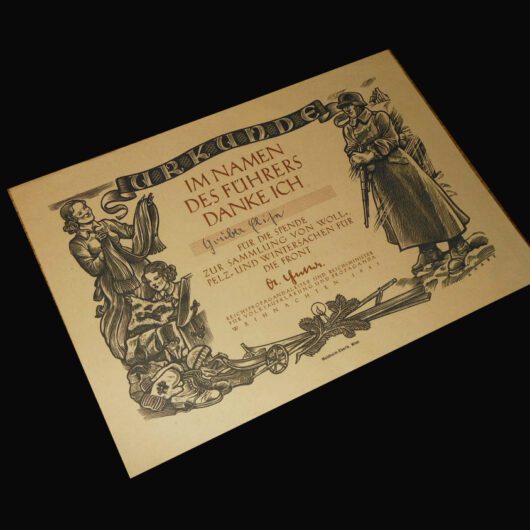 URKUNDE
IM NAMEN
DES FÜHRERS
DANKE ICH
FÜR DIE SPENDE
ZUR SAMMLUNG VON WOLL-
PELZ- UND WINTERSACHEN FÜR
DIE FRONT
REICHSPROPAGANDALEITER UND REICHSMINISTER
FÜR VOLKSAUFKLÄRUNG UND PROPAGANDA
WEIHNACHTEN 1941
Waldheim-Eberle, Wien